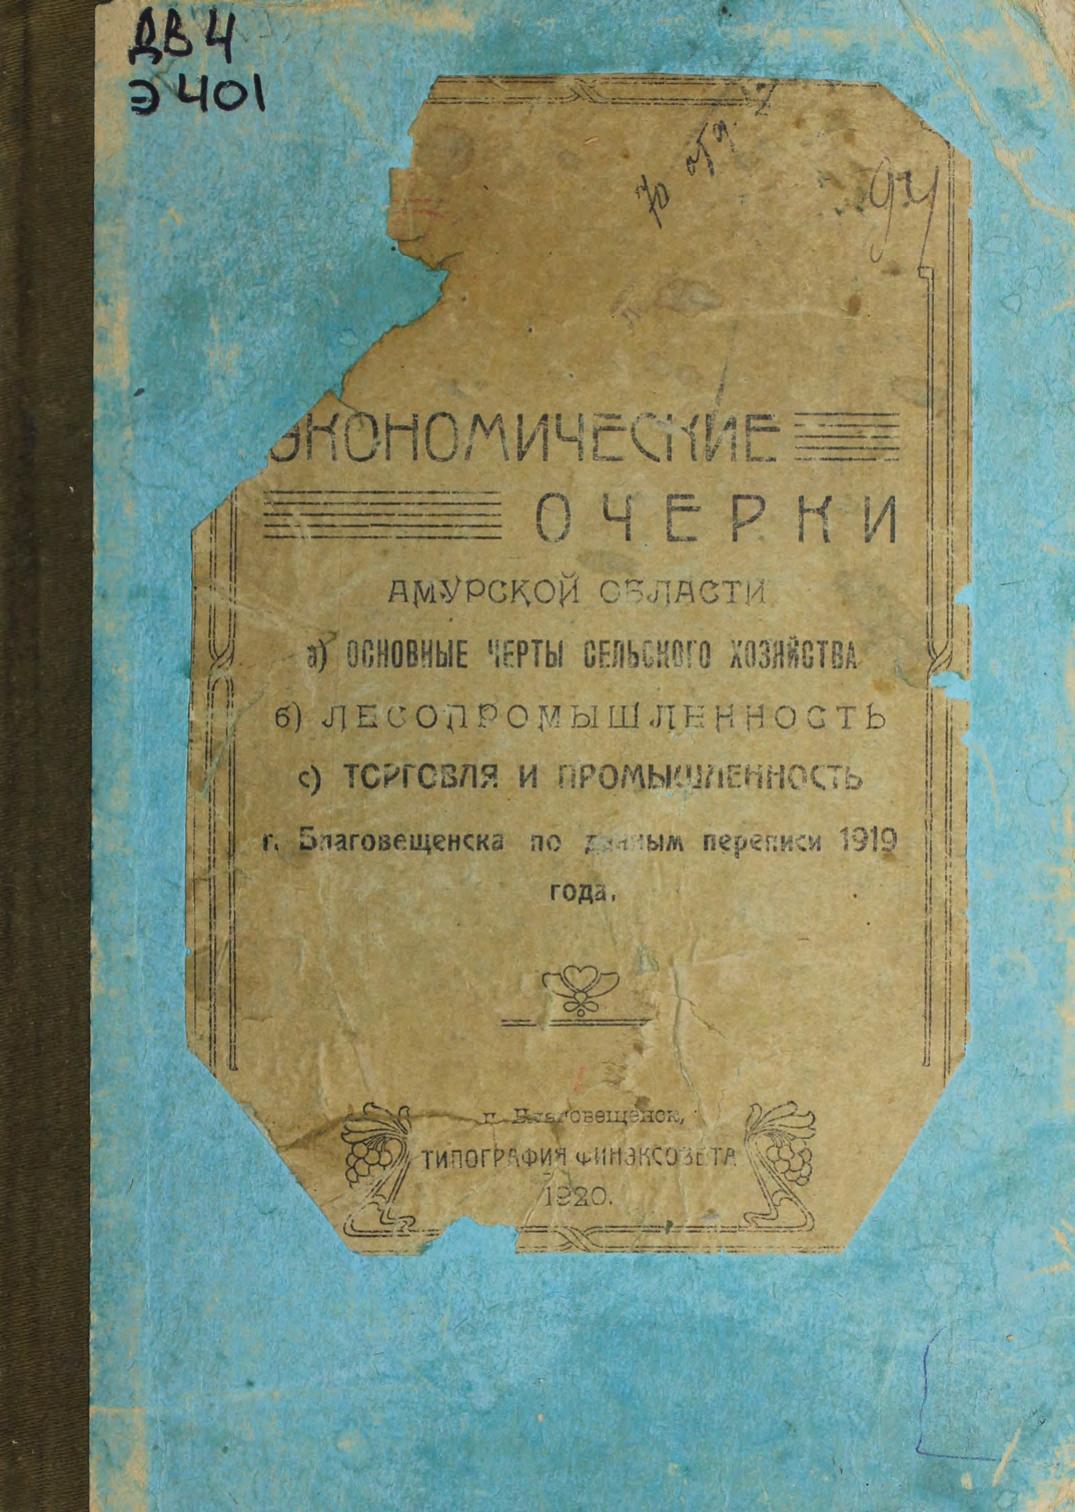 ДВ 4
Э 401
94
ЭКОНОМИЧЕСКИЕ
ОЧЕРКИ
АМУРСКОЙ ОБЛАСТИ
а) ОСНОВНЫЕ ЧЕРТЫ СЕЛЬСКОГО ХОЗЯЙСТВА
б) ЛЕСОПРОМЫШЛЕННОСТЬ
с) ТОРГОВЛЯ И ПРОМЫШЛЕННОСТЬ
г. Благовещенска по данным переписи 1919
года.
г. Благовещенск,
ТИПОГРАФИЯ ФИНЭКСОВЕТА
1920.